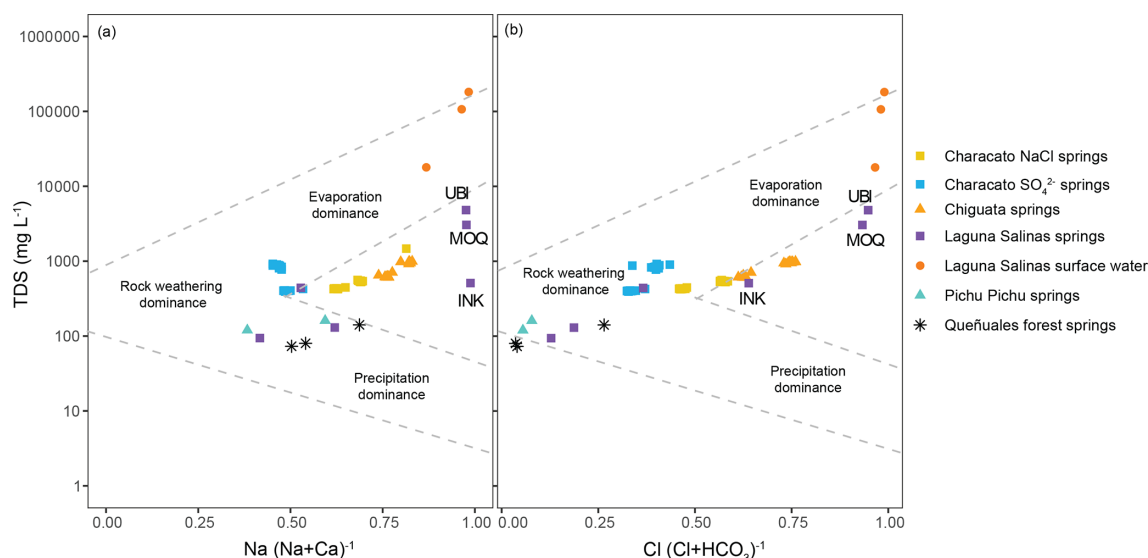 (a)
(b)
1000000
100000
10000
1000
100
10
1
TDS (mg L⁻¹)
Evaporation
dominance
Rock weathering
dominance
Precipitation
dominance
UBI
MOQ
INK
0.00 0.25 0.50 0.75 1.00
Na (Na+Ca)⁻¹
Evaporation
dominance
Rock weathering
dominance
Precipitation
dominance
UBI
MOQ
INK
0.00 0.25 0.50 0.75 1.00
Cl (Cl+HCO₃)⁻¹
Characato NaCl springs
Characato SO₄²⁻ springs
Chiguata springs
Laguna Salinas springs
Laguna Salinas surface water
Pichu Pichu springs
Queñuales forest springs